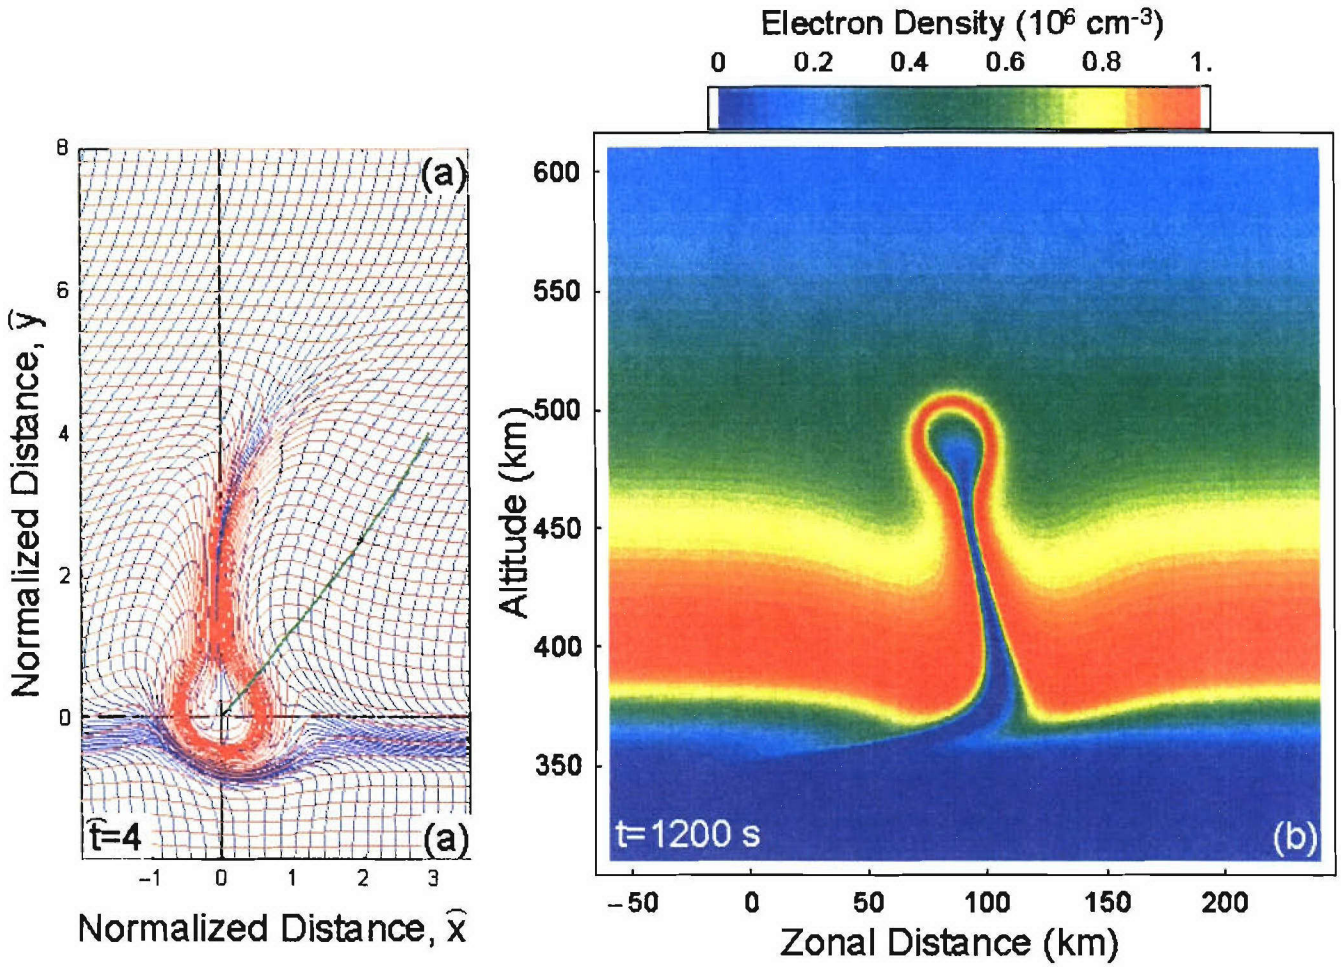 Electron Density (10⁶ cm⁻³)
0 0.2 0.4 0.6 0.8 1.
8
6
4
2
0
Normalized Distance, ŷ
(a)
t̂=4
(a)
−1 0 1 2 3
Normalized Distance, x̂
600
550
500
450
400
350
Altitude (km)
t=1200 s
(b)
−50 0 50 100 150 200
Zonal Distance (km)